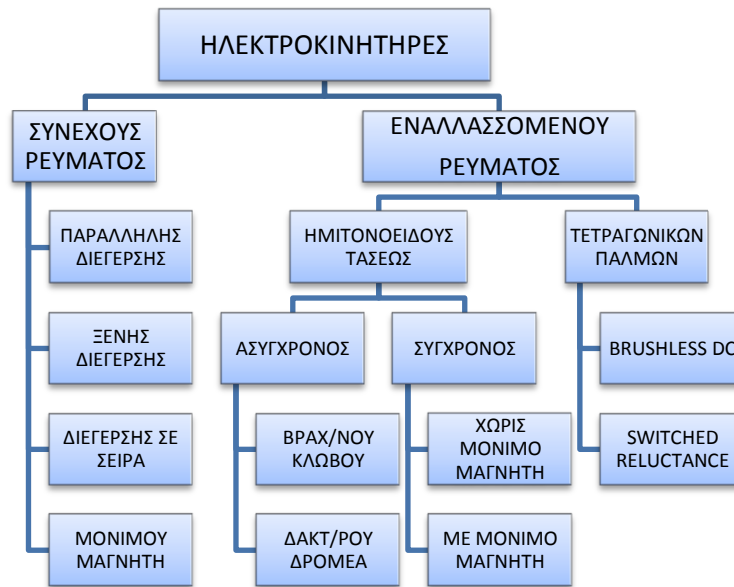 ΗΛΕΚΤΡΟΚΙΝΗΤΗΡΕΣ
ΣΥΝΕΧΟΥΣ
ΡΕΥΜΑΤΟΣ
ΠΑΡΑΛΛΗΛΗΣ
ΔΙΕΓΕΡΣΗΣ
ΞΕΝΗΣ
ΔΙΕΓΕΡΣΗΣ
ΔΙΕΓΕΡΣΗΣ ΣΕ
ΣΕΙΡΑ
ΜΟΝΙΜΟΥ
ΜΑΓΝΗΤΗ
ΕΝΑΛΛΑΣΣΟΜΕΝΟΥ
ΡΕΥΜΑΤΟΣ
ΗΜΙΤΟΝΟΕΙΔΟΥΣ
ΤΑΣΕΩΣ
ΑΣΥΓΧΡΟΝΟΣ
ΒΡΑΧ/ΝΟΥ
ΚΛΩΒΟΥ
ΔΑΚΤ/ΡΟΥ
ΔΡΟΜΕΑ
ΣΥΓΧΡΟΝΟΣ
ΧΩΡΙΣ
ΜΟΝΙΜΟ
ΜΑΓΝΗΤΗ
ΜΕ ΜΟΝΙΜΟ
ΜΑΓΝΗΤΗ
ΤΕΤΡΑΓΩΝΙΚΩΝ
ΠΑΛΜΩΝ
BRUSHLESS DC
SWITCHED
RELUCTANCE